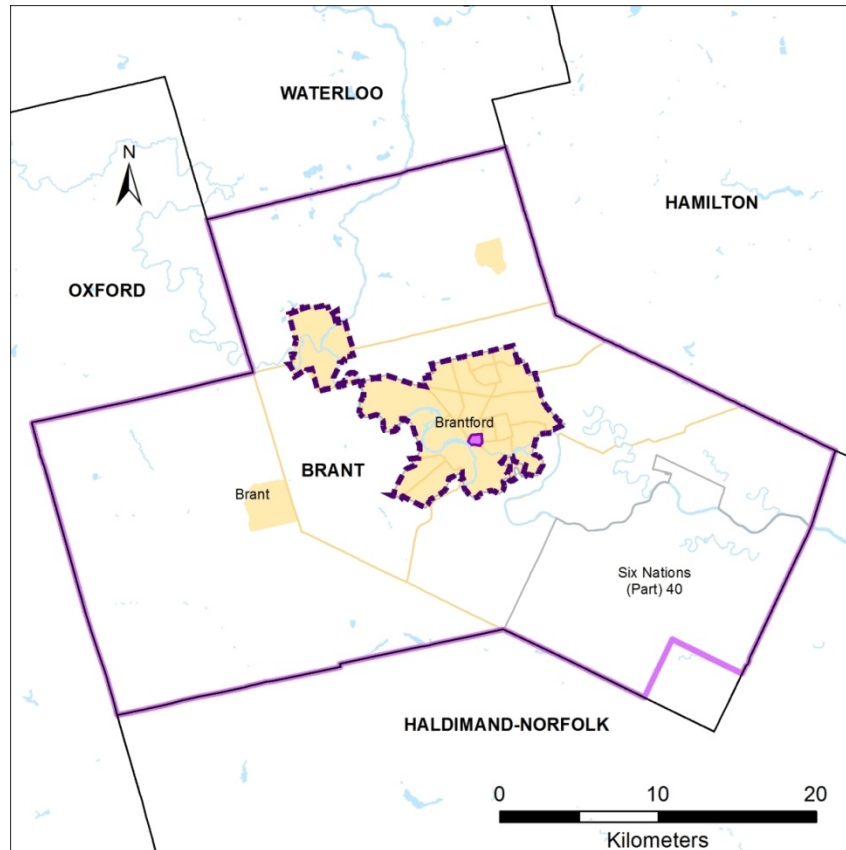 WATERLOO
N
HAMILTON
OXFORD
Brantford
BRANT
Brant
Six Nations
(Part) 40
HALDIMAND-NORFOLK
0 10 20
Kilometers